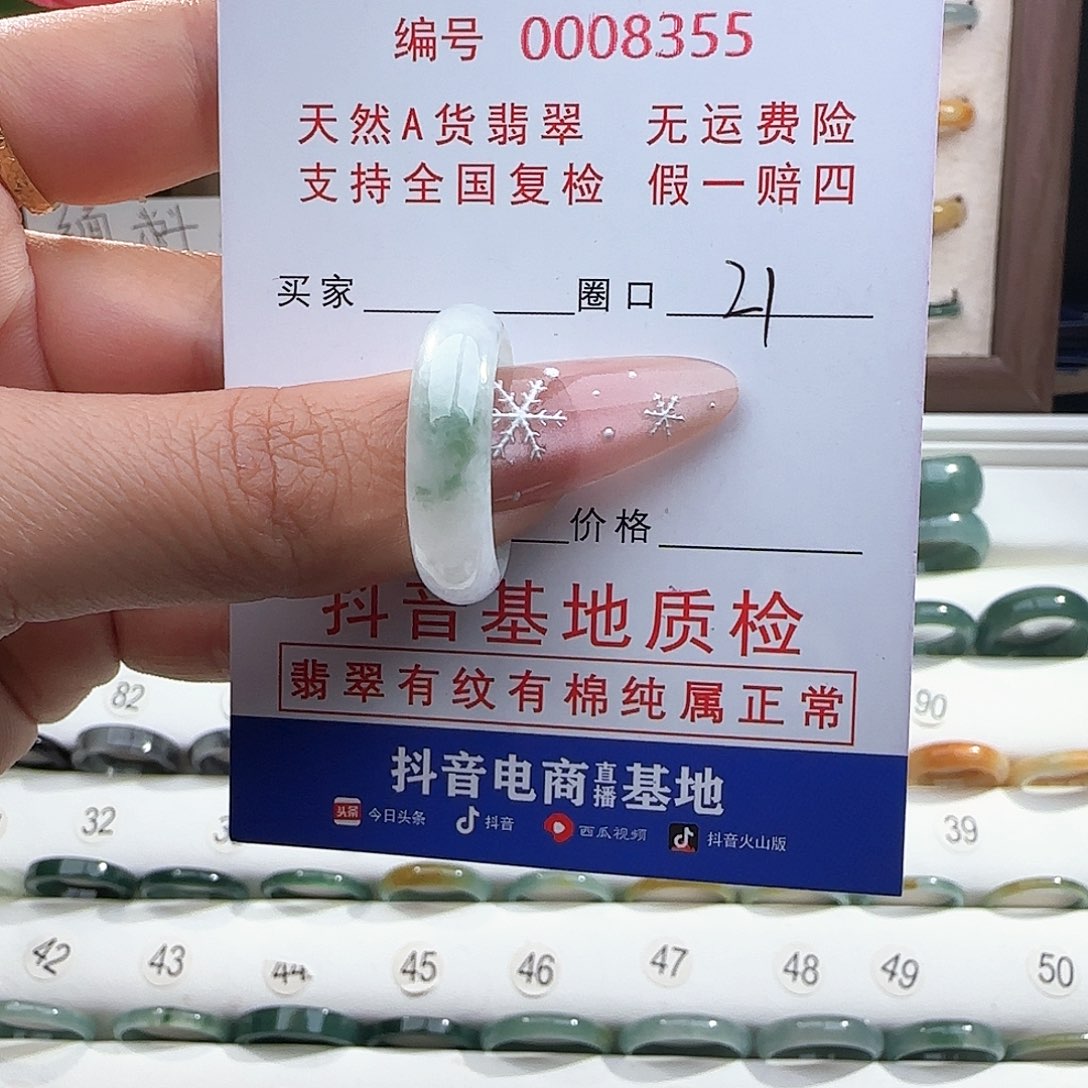 编号 0008355
天然A货翡翠 无运费险
支持全国复检 假一赔四
缅料
买家 圈口 21
价格
抖音基地质检
翡翠有纹有棉纯属正常
抖音电商直播基地
头条 今日头条 抖音 西瓜视频 抖音火山版
82 90
32 39
42 43 44 45 46 47 48 49 50